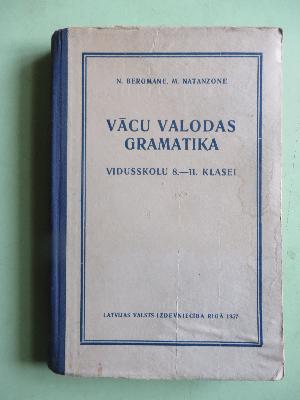 N. BERGMANE, M. NATANZONE
VĀCU VALODAS
GRAMATIKA
VIDUSSKOLU 8.—11. KLASEI
LATVIJAS VALSTS IZDEVNIECĪBA RĪGĀ 1957